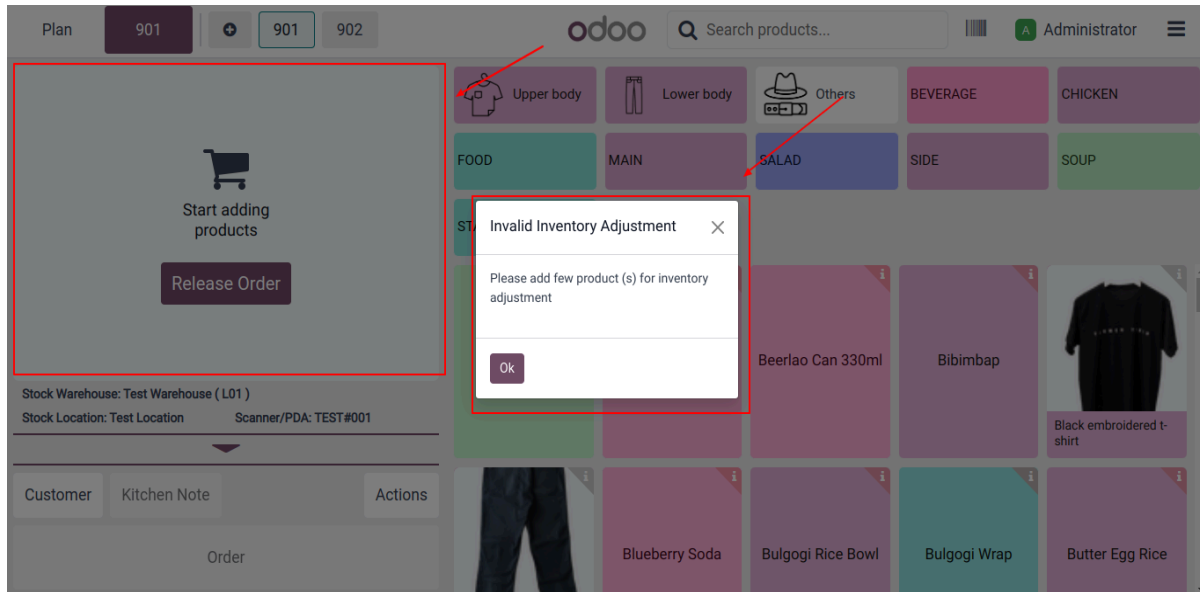 Plan
901
901
902
odoo
Search products...
A
Administrator
Upper body
Lower body
Others
BEVERAGE
CHICKEN
FOOD
MAIN
SALAD
SIDE
SOUP
Start adding
products
Release Order
Invalid Inventory Adjustment
Please add few product (s) for inventory
adjustment
Ok
Beerlao Can 330ml
Bibimbap
Black embroidered t-
shirt
Stock Warehouse: Test Warehouse ( L01 )
Stock Location: Test Location
Scanner/PDA: TEST#001
Customer
Kitchen Note
Actions
Order
Blueberry Soda
Bulgogi Rice Bowl
Bulgogi Wrap
Butter Egg Rice